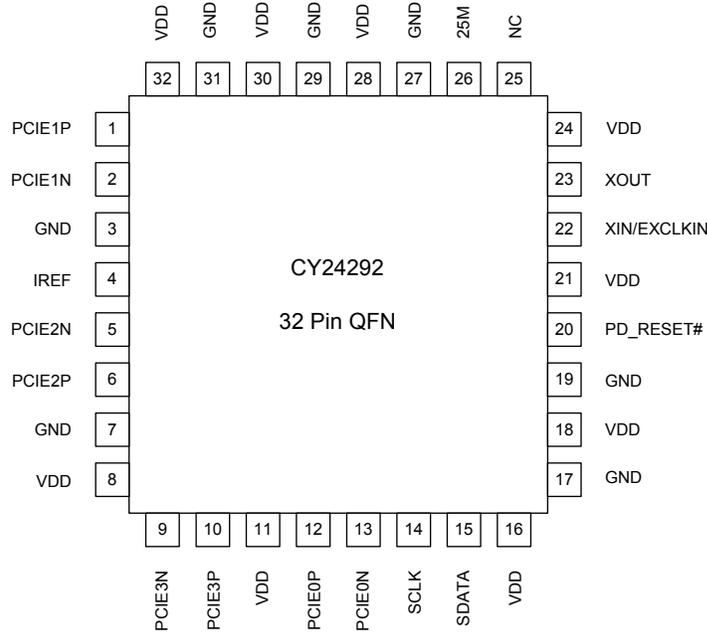 VDD
GND
VDD
GND
VDD
GND
25M
NC
32
31
30
29
28
27
26
25
PCIE1P
1
24
VDD
PCIE1N
2
23
XOUT
GND
3
22
XIN/EXCLKIN
IREF
4
21
VDD
PCIE2N
5
20
PD_RESET#
PCIE2P
6
19
GND
GND
7
18
VDD
VDD
8
17
GND
CY24292
32 Pin QFN
9
10
11
12
13
14
15
16
PCIE3N
PCIE3P
VDD
PCIE0P
PCIE0N
SCLK
SDATA
VDD